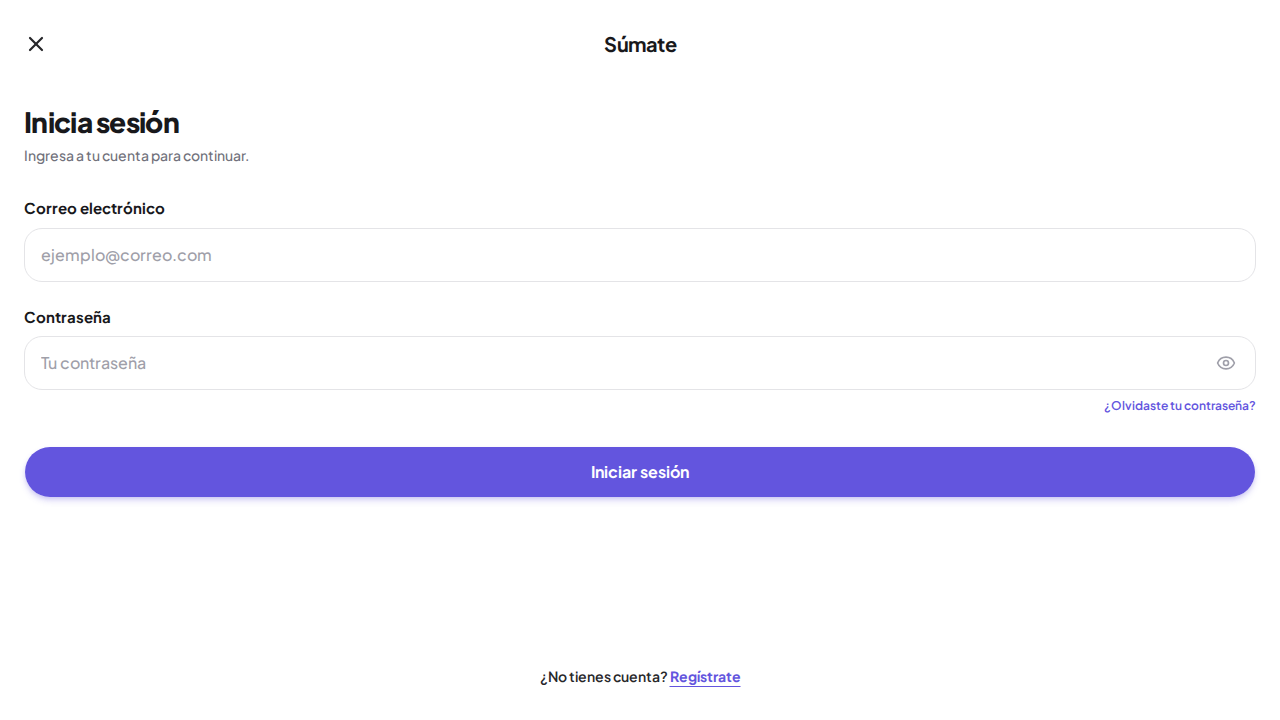 Súmate
Inicia sesión
Ingresa a tu cuenta para continuar.
Correo electrónico
ejemplo@correo.com
Contraseña
Tu contraseña
¿Olvidaste tu contraseña?
Iniciar sesión
¿No tienes cuenta? Regístrate